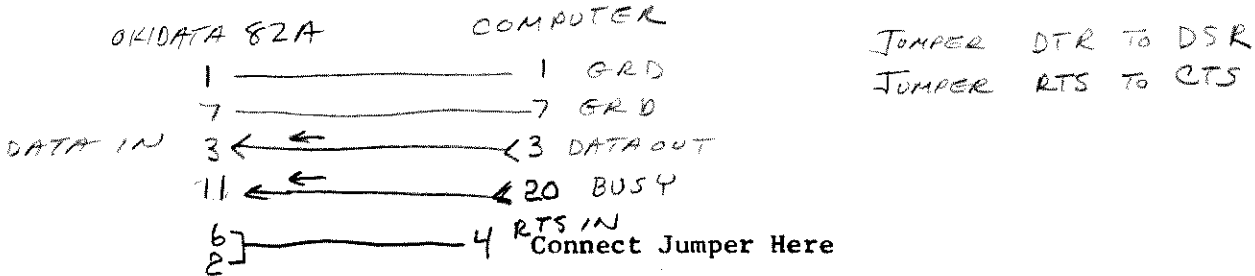 OKIDATA 82A COMPUTER
JUMPER DTR TO DSR
JUMPER RTS TO CTS
1 1 GRD
7 7 GRD
DATA IN 3 3 DATA OUT
11 20 BUSY
6 4 RTS IN
2 Connect Jumper Here